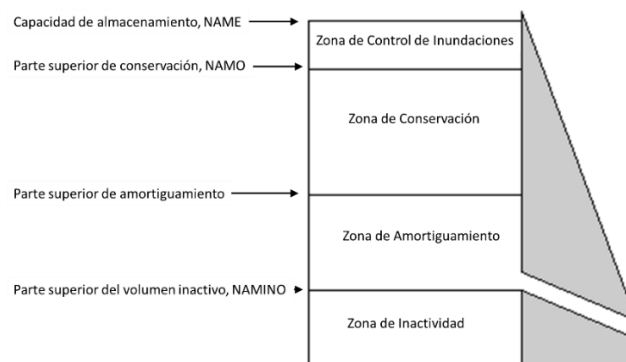 Capacidad de almacenamiento, NAME
Zona de Control de Inundaciones
Parte superior de conservación, NAMO
Zona de Conservación
Parte superior de amortiguamiento
Zona de Amortiguamiento
Parte superior del volumen inactivo, NAMINO
Zona de Inactividad